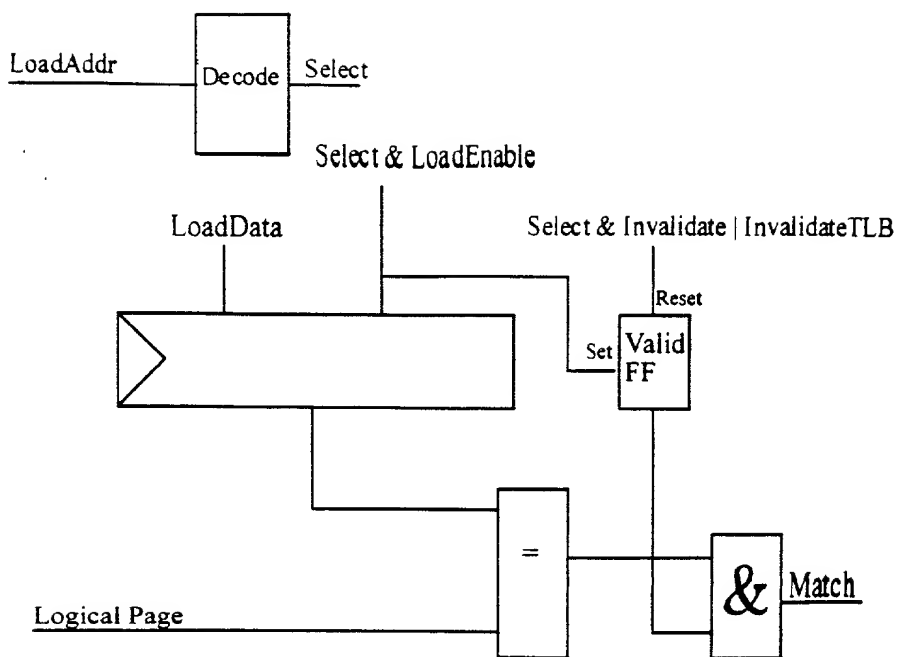 LoadAddr
Decode
Select
Select & LoadEnable
LoadData
Select & Invalidate | InvalidateTLB
Reset
Set
Valid
FF
=
&
Match
Logical Page